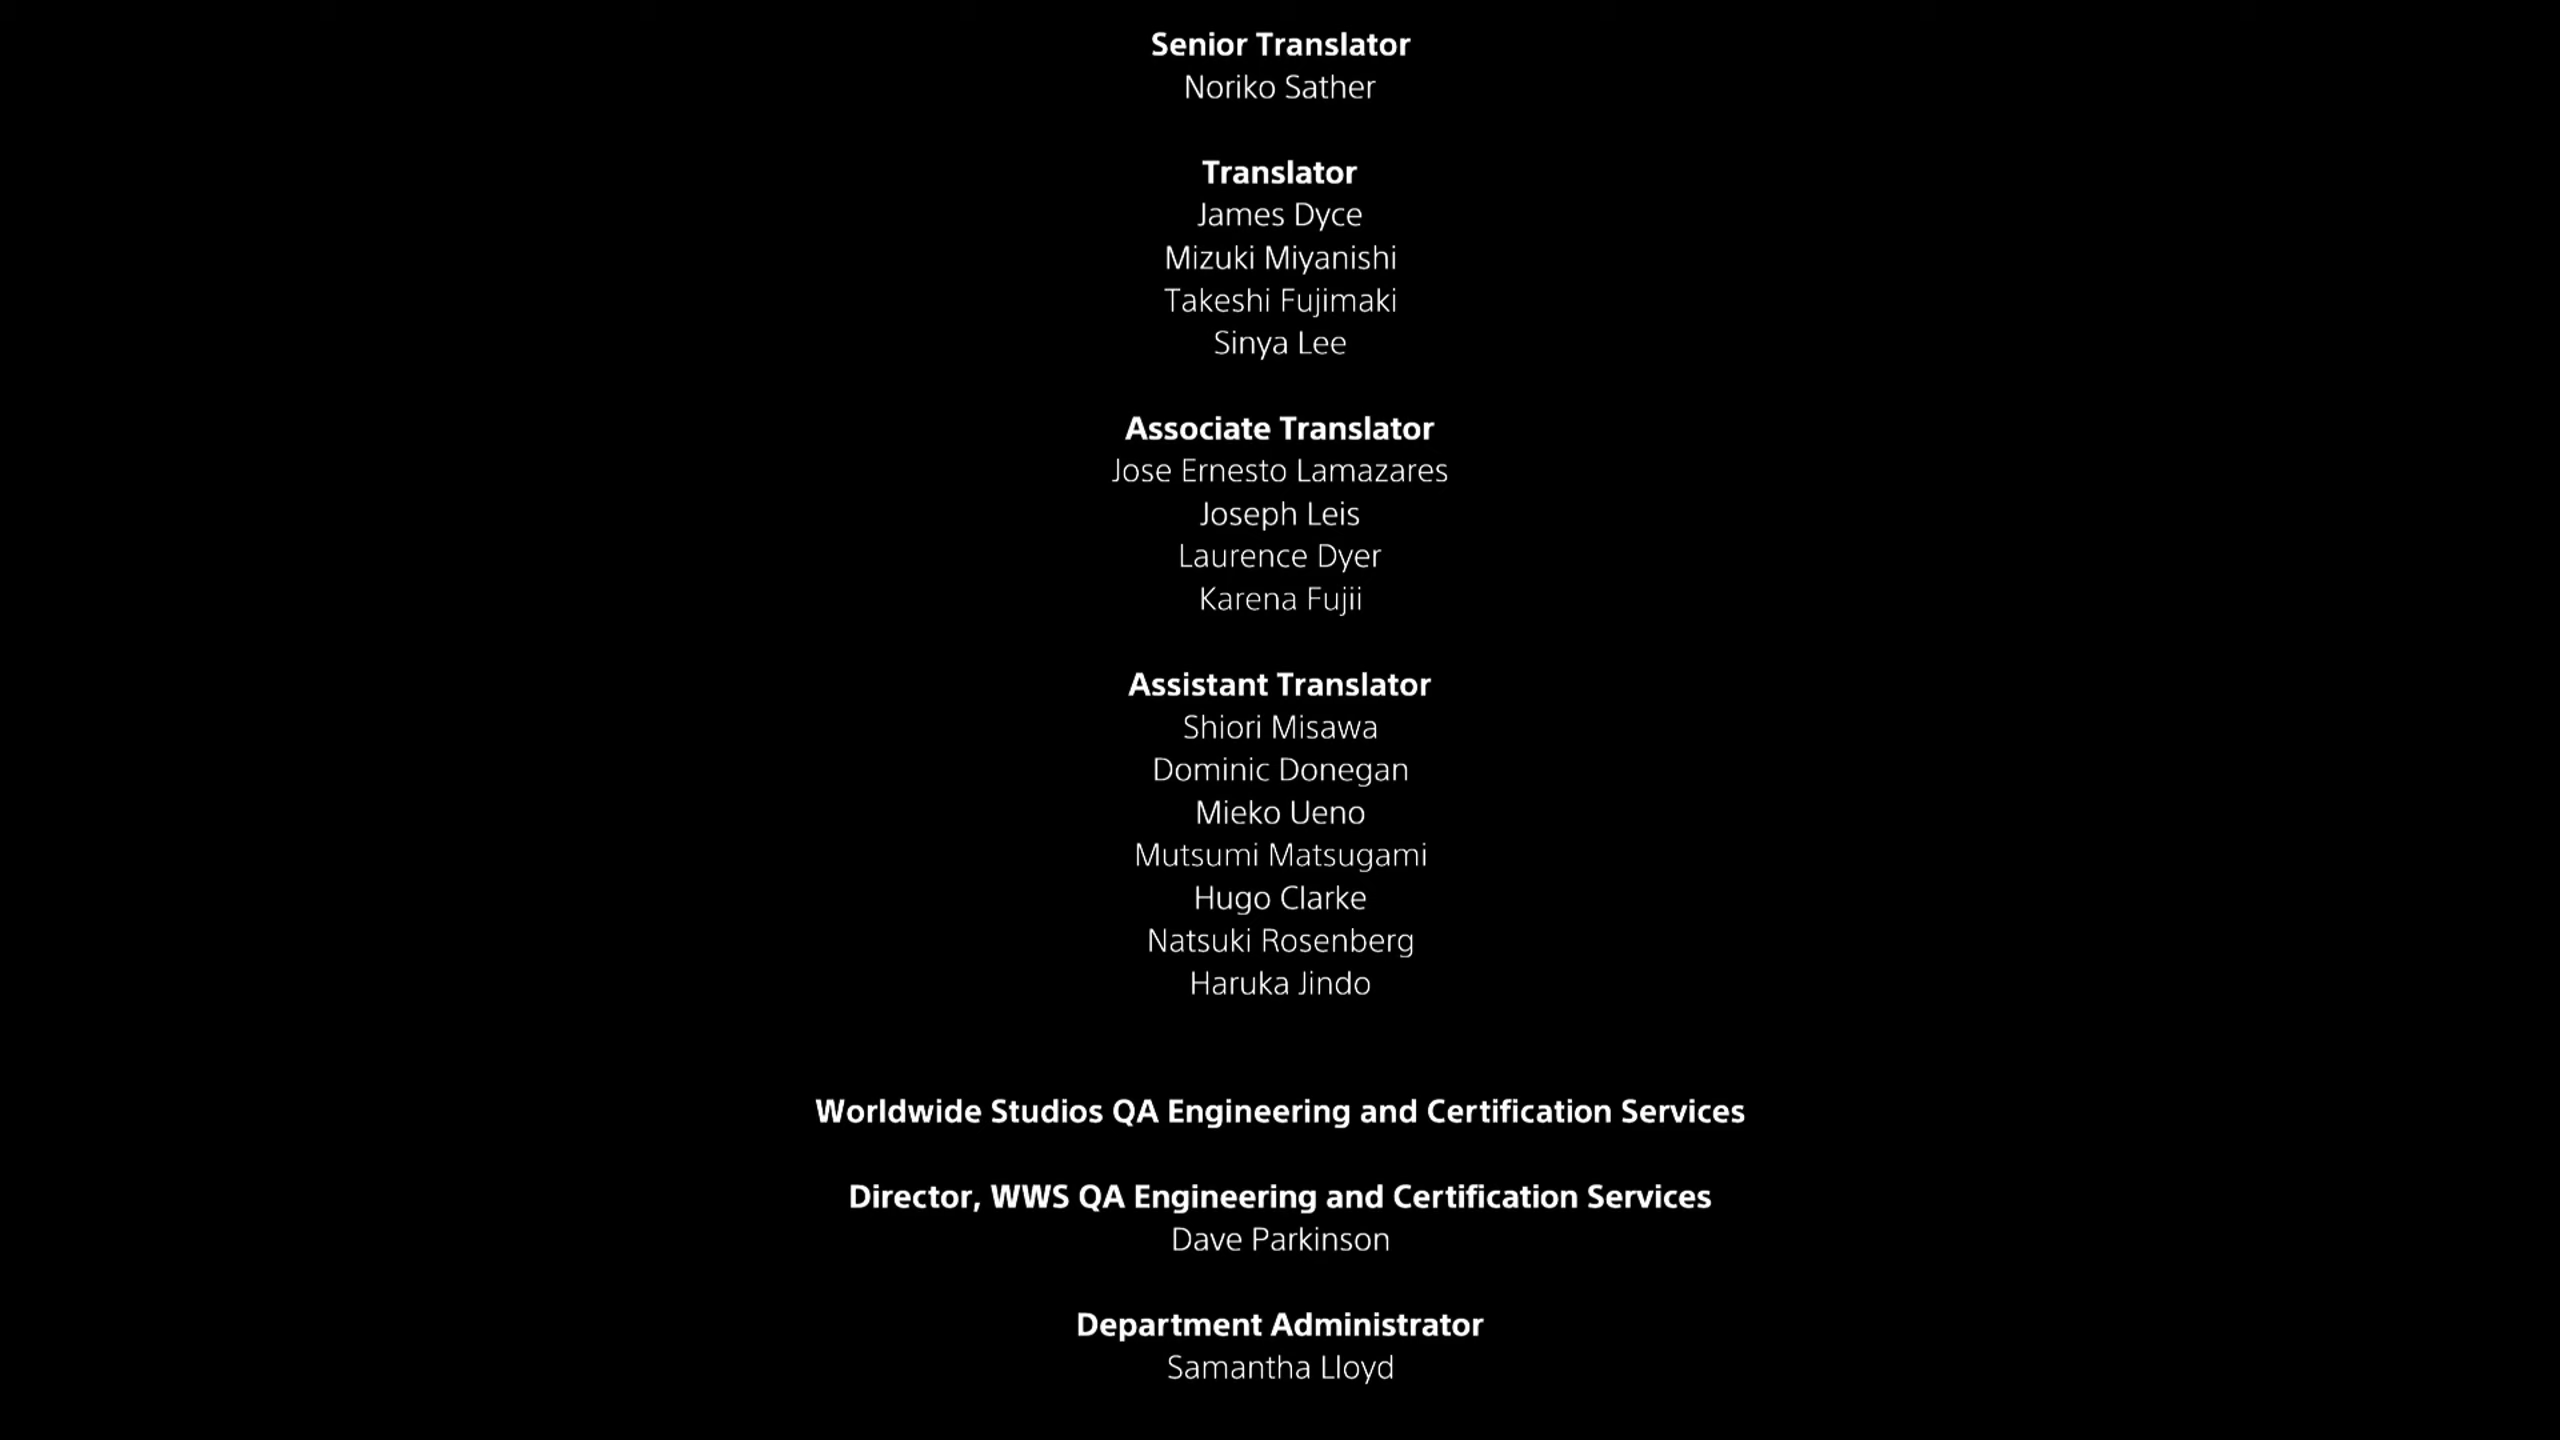 Senior Translator
Noriko Sather
Translator
James Dyce
Mizuki Miyanishi
Takeshi Fujimaki
Sinya Lee
Associate Translator
Jose Ernesto Lamazares
Joseph Leis
Laurence Dyer
Karena Fujii
Assistant Translator
Shiori Misawa
Dominic Donegan
Mieko Ueno
Mutsumi Matsugami
Hugo Clarke
Natsuki Rosenberg
Haruka Jindo
Worldwide Studios QA Engineering and Certification Services
Director, WWS QA Engineering and Certification Services
Dave Parkinson
Department Administrator
Samantha Lloyd